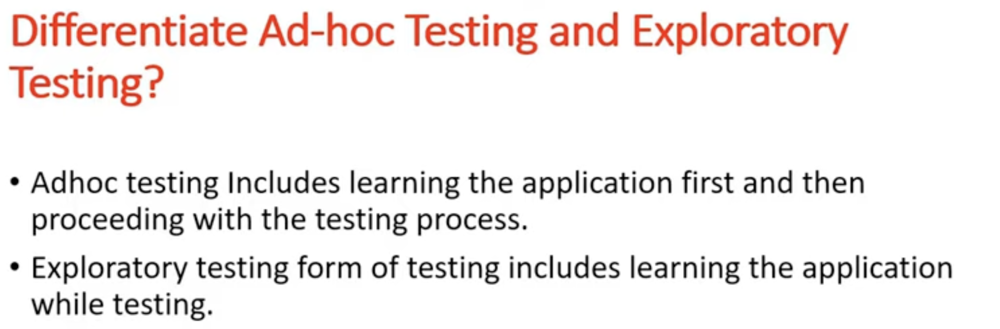 Differentiate Ad-hoc Testing and Exploratory
Testing?
• Adhoc testing Includes learning the application first and then
proceeding with the testing process.
• Exploratory testing form of testing includes learning the application
while testing.